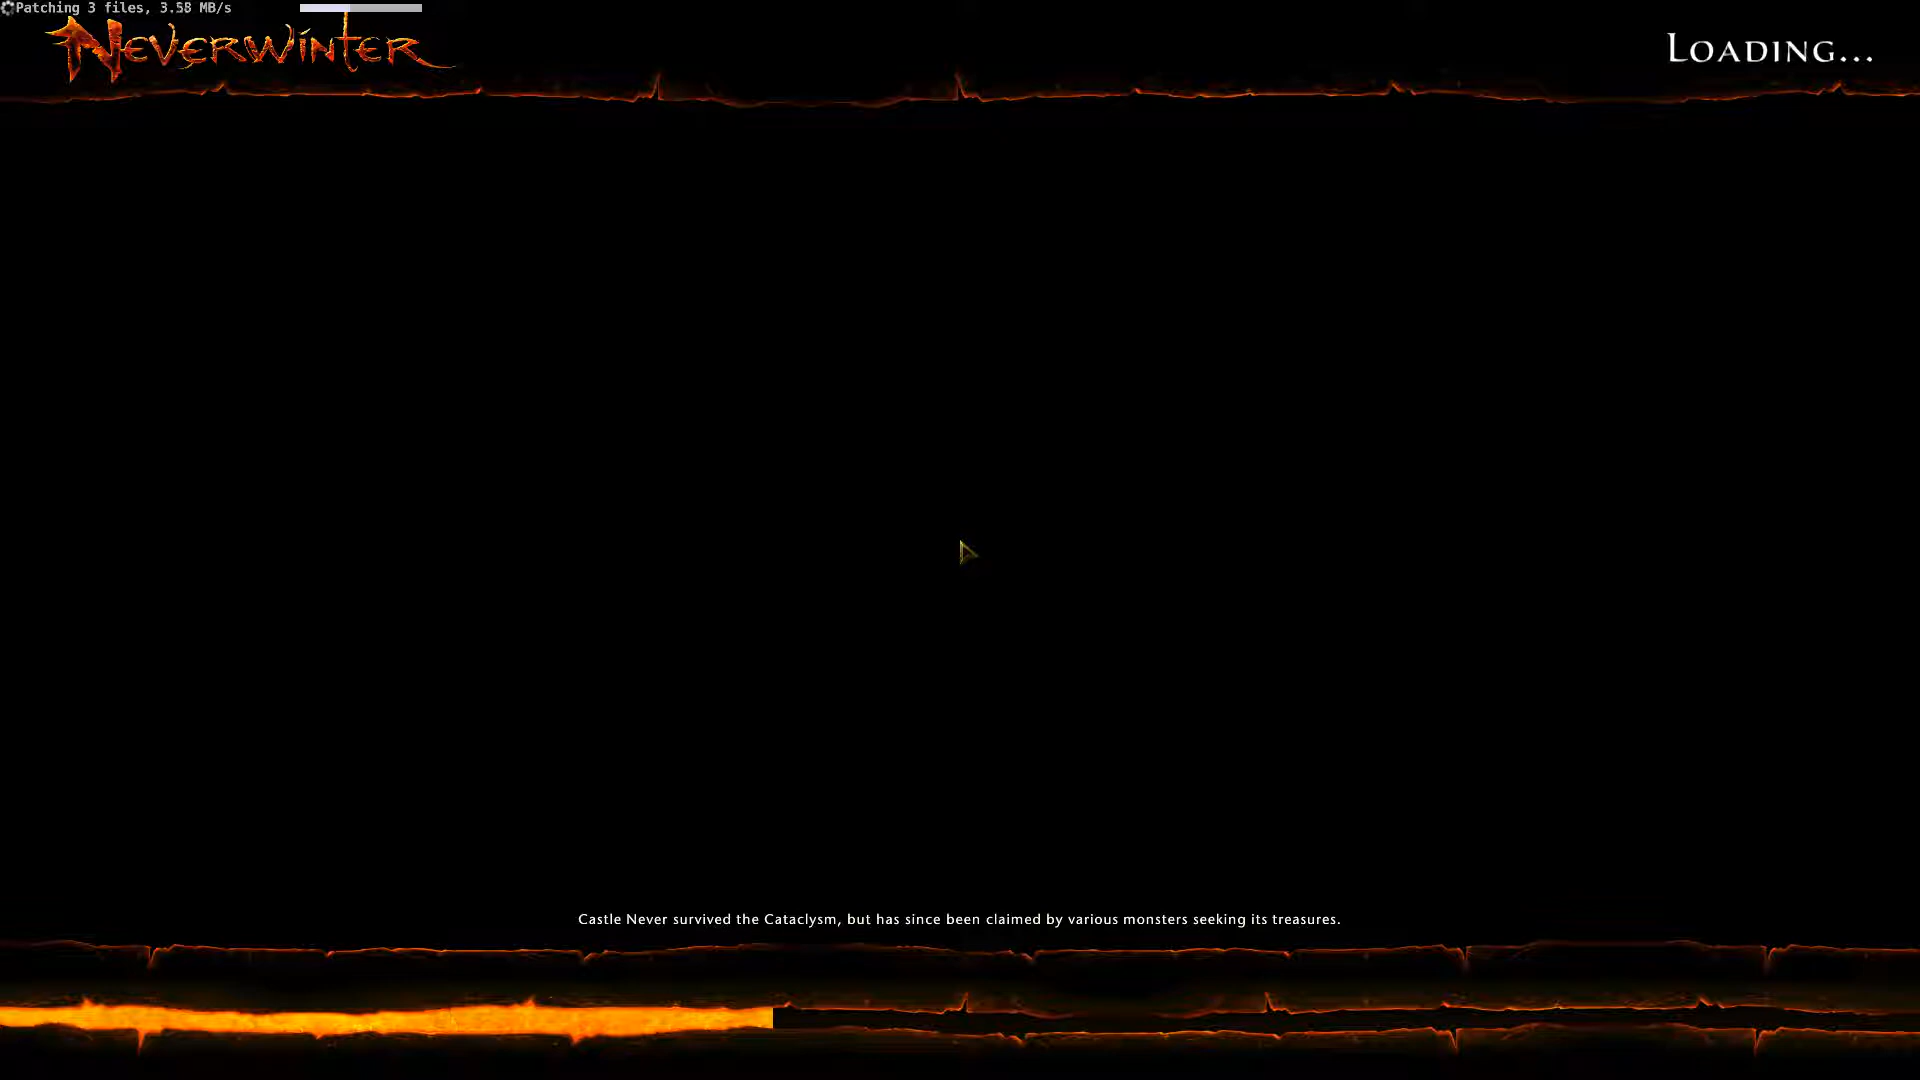 Patching 3 files, 3.58 MB/s
NEVERWINTER
LOADING...
Castle Never survived the Cataclysm, but has since been claimed by various monsters seeking its treasures.